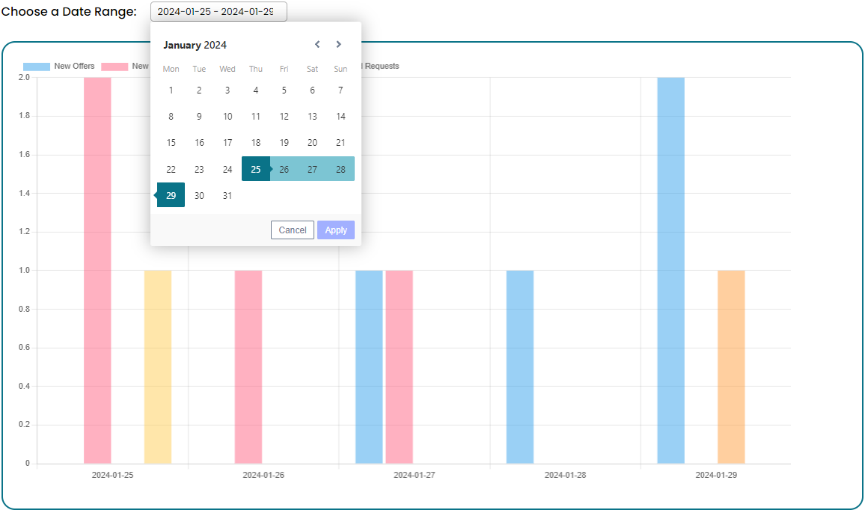 Choose a Date Range: 2024-01-25 - 2024-01-29
January 2024
Mon Tue Wed Thu Fri Sat Sun
1 2 3 4 5 6 7
8 9 10 11 12 13 14
15 16 17 18 19 20 21
22 23 24 25 26 27 28
29 30 31
Cancel Apply
New Offers New Requests
2.0
1.8
1.6
1.4
1.2
1.0
0.8
0.6
0.4
0.2
0
2024-01-25 2024-01-26 2024-01-27 2024-01-28 2024-01-29